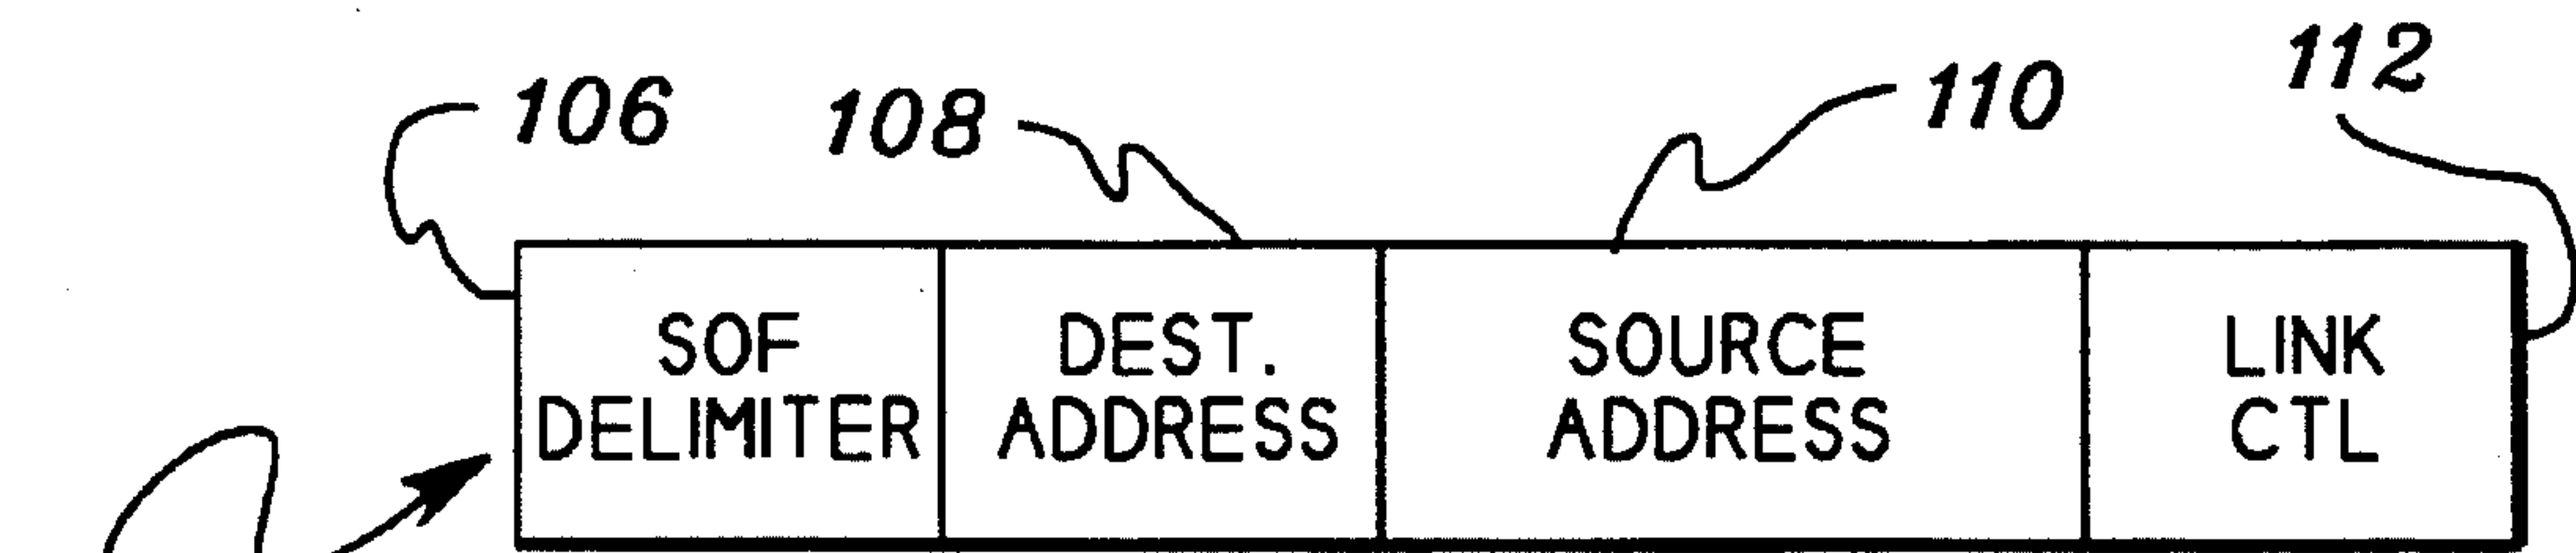 106 108 110 112
SOF DEST. SOURCE LINK
DELIMITER ADDRESS ADDRESS CTL